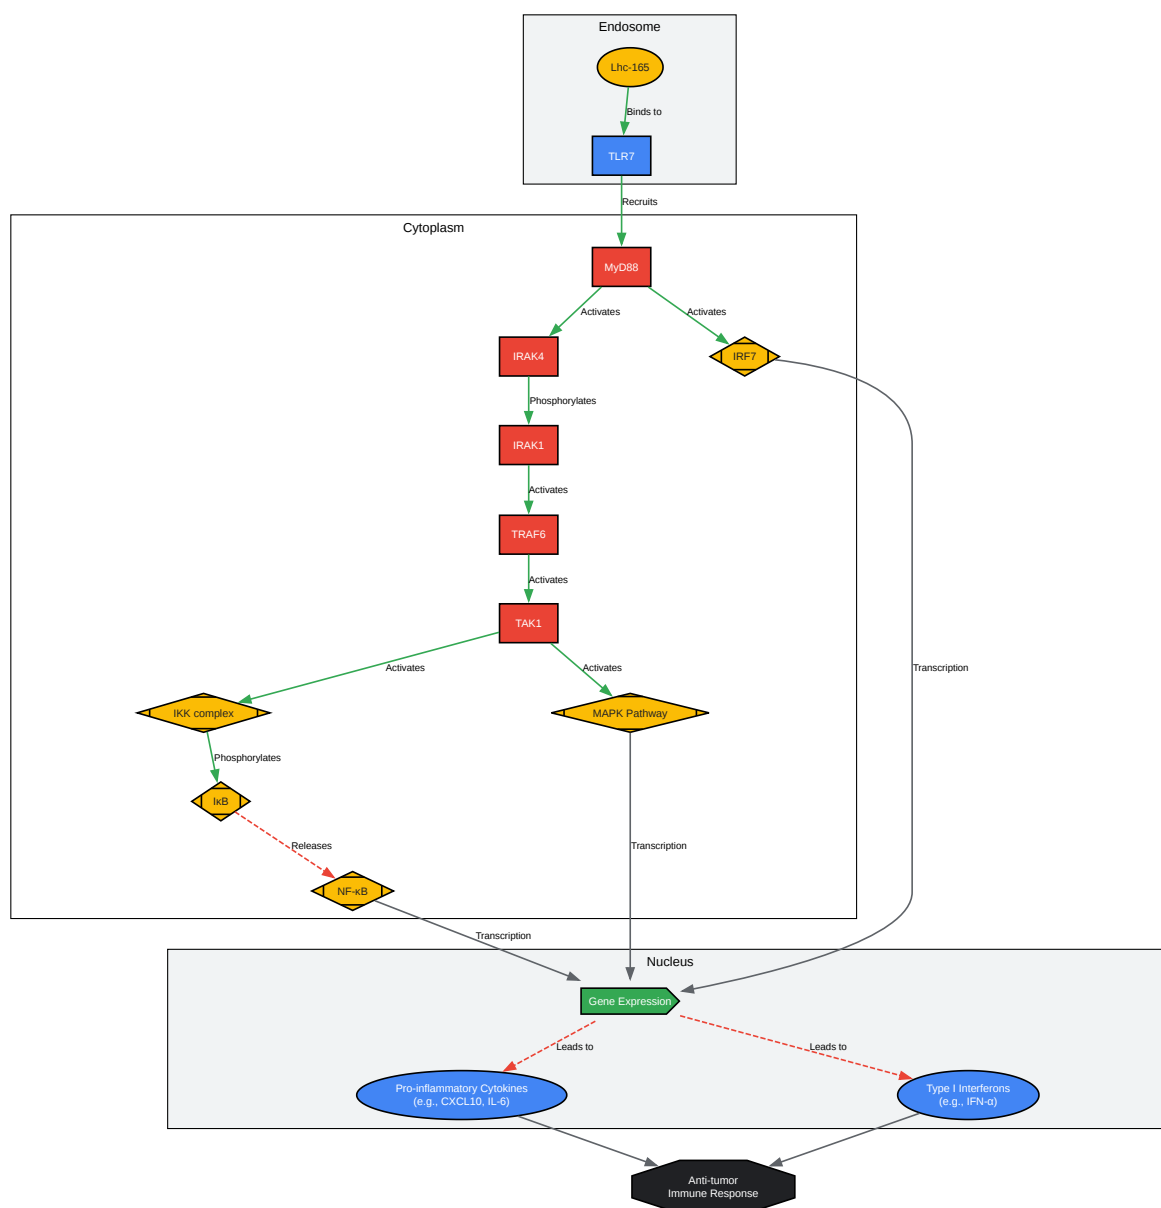 Endosome
Lhc-165
Binds to
TLR7
Recruits
Cytoplasm
MyD88
Activates
Activates
IRAK4
IRF7
Phosphorylates
IRAK1
Activates
TRAF6
Activates
TAK1
Activates
Activates
Transcription
IKK complex
MAPK Pathway
Phosphorylates
IκB
Releases
Transcription
NF-κB
Transcription
Nucleus
Gene Expression
Leads to
Leads to
Pro-inflammatory Cytokines
(e.g., CXCL10, IL-6)
Type I Interferons
(e.g., IFN-α)
Anti-tumor
Immune Response